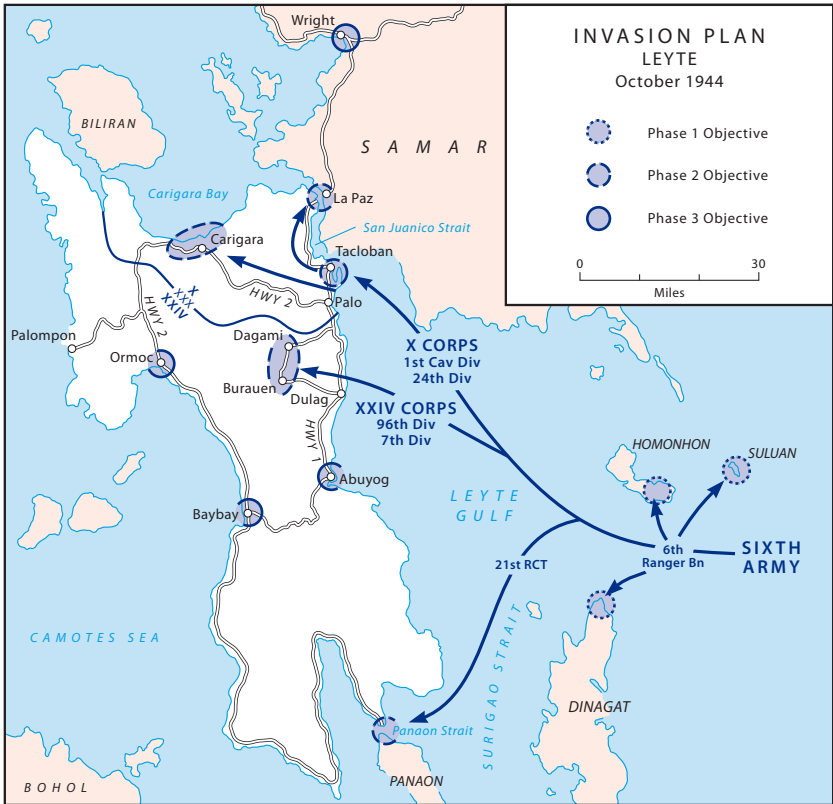 INVASION PLAN
LEYTE
October 1944
Phase 1 Objective
Phase 2 Objective
Phase 3 Objective
0
30
Miles
Wright
BILIRAN
SAMAR
Carigara Bay
La Paz
San Juanico Strait
Carigara
Tacloban
HWY 2
Palo
X
XXX
XXIV
HWY 2
Palompon
Ormoc
Dagami
Burauen
Dulag
X CORPS
1st Cav Div
24th Div
XXIV CORPS
96th Div
7th Div
HWY 1
Abuyog
Baybay
HOMONHON
SULUAN
LEYTE
GULF
6th
Ranger Bn
SIXTH
ARMY
21st RCT
CAMOTES SEA
SURIGAO STRAIT
DINAGAT
Panaon Strait
PANAON
BOHOL